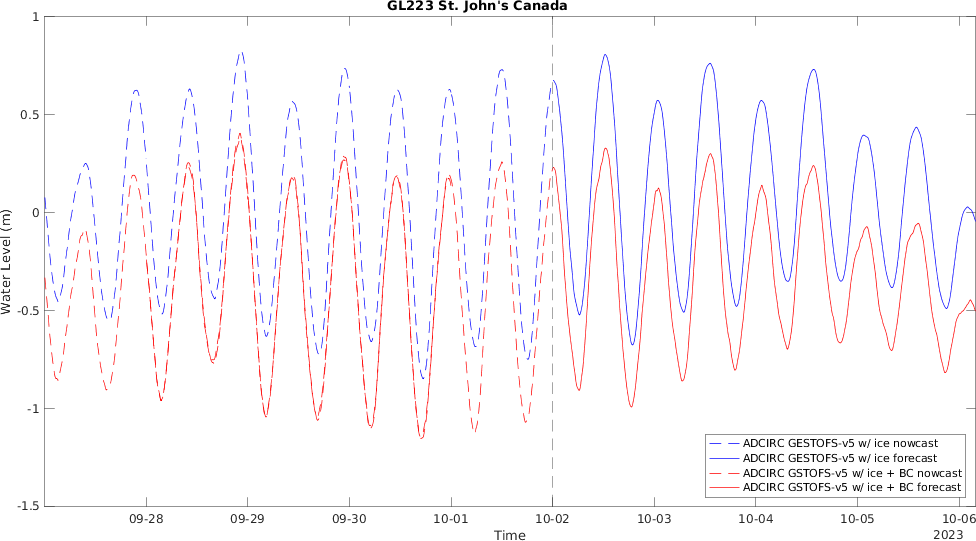 GL223 St. John's Canada
Water Level (m)
1
0.5
0
-0.5
-1
-1.5
ADCIRC GESTOFS-v5 w/ ice nowcast
ADCIRC GESTOFS-v5 w/ ice forecast
ADCIRC GSTOFS-v5 w/ ice + BC nowcast
ADCIRC GSTOFS-v5 w/ ice + BC forecast
09-28 09-29 09-30 10-01 10-02 10-03 10-04 10-05 10-06
Time
2023